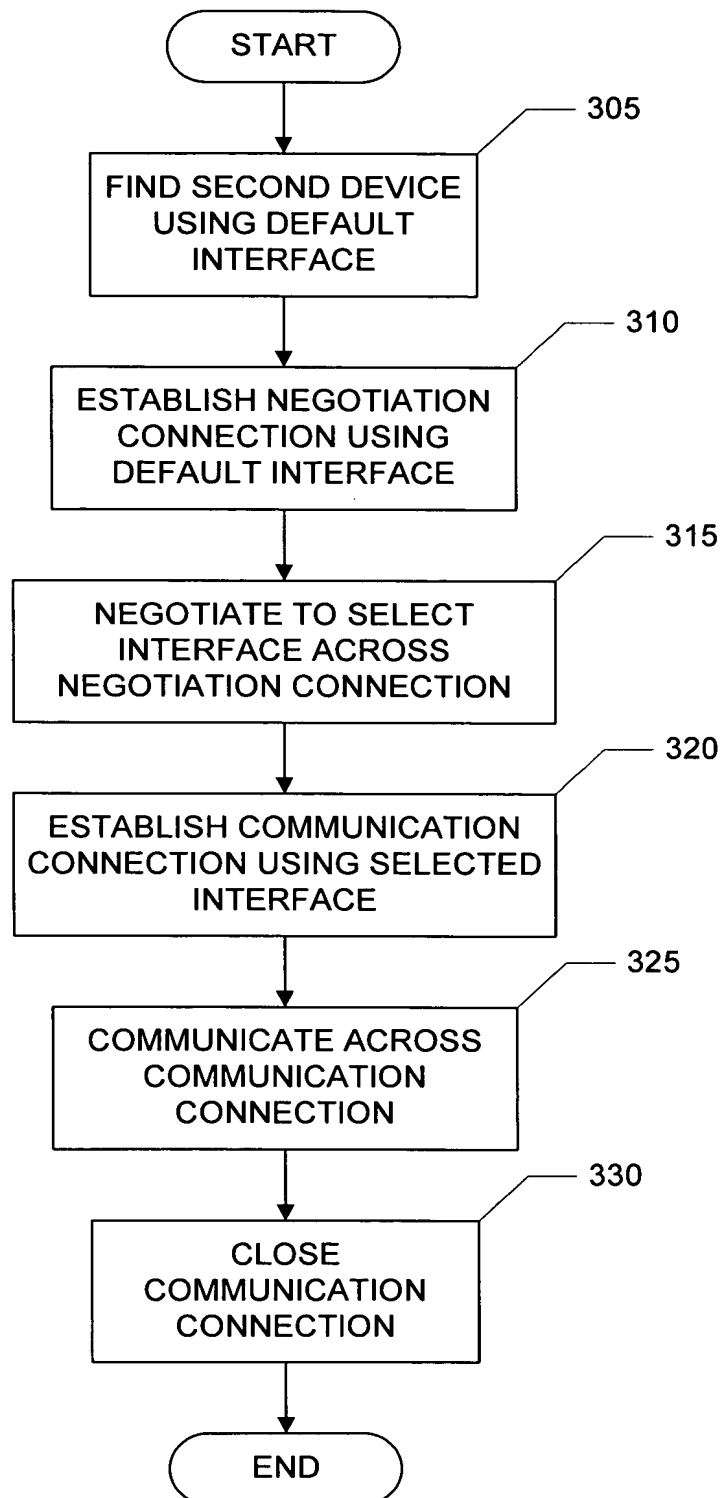 START
305
FIND SECOND DEVICE
USING DEFAULT
INTERFACE
310
ESTABLISH NEGOTIATION
CONNECTION USING
DEFAULT INTERFACE
315
NEGOTIATE TO SELECT
INTERFACE ACROSS
NEGOTIATION CONNECTION
320
ESTABLISH COMMUNICATION
CONNECTION USING SELECTED
INTERFACE
325
COMMUNICATE ACROSS
COMMUNICATION
CONNECTION
330
CLOSE
COMMUNICATION
CONNECTION
END